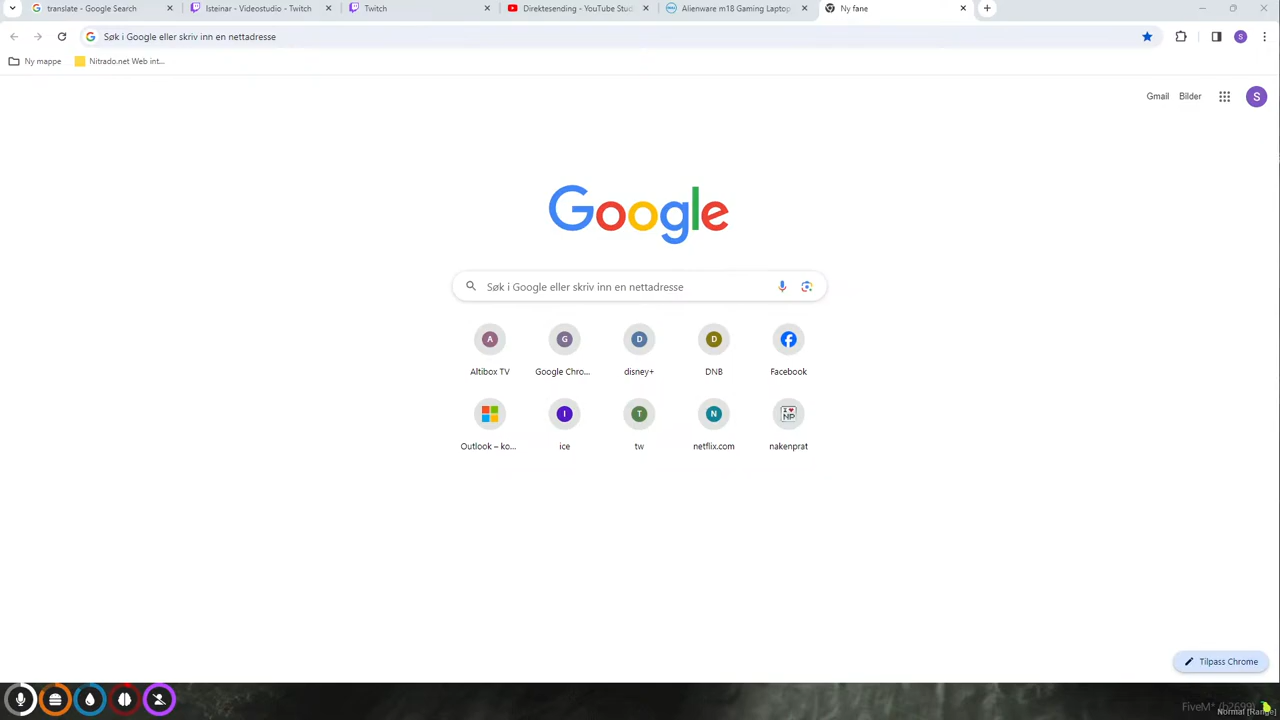 translate - Google Search
Isteinar - Videostudio - Twitch
Twitch
Direktesending - YouTube Stud
Alienware m18 Gaming Laptop
Ny fane
Søk i Google eller skriv inn en nettadresse
S
Ny mappe
Nitrado.net Web int...
Gmail
Bilder
S
Google
Søk i Google eller skriv inn en nettadresse
A
G
D
D
Altibox TV
Google Chro...
disney+
DNB
Facebook
I
T
N
I ♥
NP
Outlook – ko...
ice
tw
netflix.com
nakenprat
Tilpass Chrome
FiveM* (b2699)
Normal [Range]